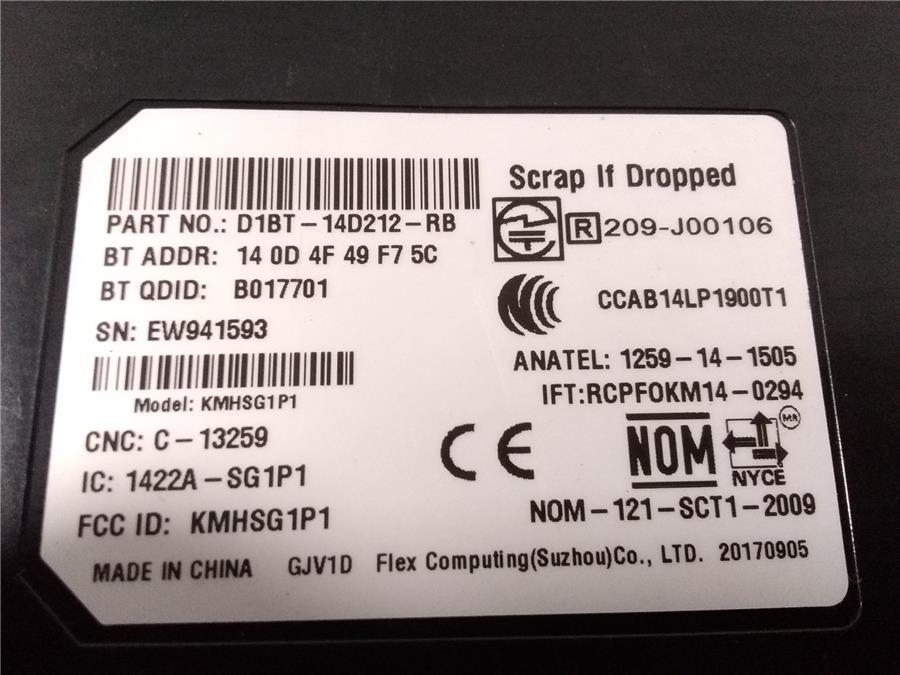 Scrap If Dropped
PART NO.: D1BT-14D212-RB
R 209-J00106
BT ADDR: 14 0D 4F 49 F7 5C
BT QDID: B017701
CCAB14LP1900T1
SN: EW941593
ANATEL: 1259-14-1505
Model: KMHSG1P1
IFT:RCPFOKM14-0294
CNC: C-13259
CE
NOM
MR
NYCE
IC: 1422A-SG1P1
NOM-121-SCT1-2009
FCC ID: KMHSG1P1
MADE IN CHINA GJV1D Flex Computing(Suzhou)Co., LTD. 20170905